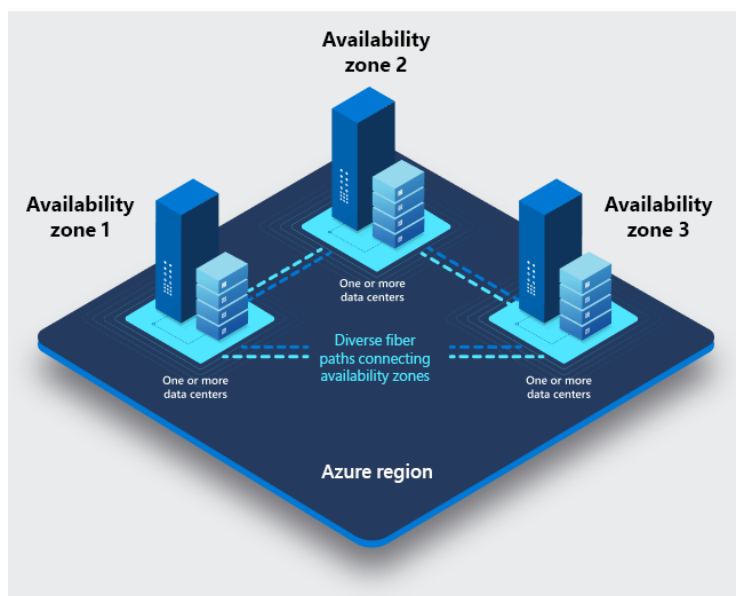 Availability
zone 2
Availability
zone 1
Availability
zone 3
One or more
data centers
Diverse fiber
paths connecting
availability zones
One or more
data centers
One or more
data centers
Azure region